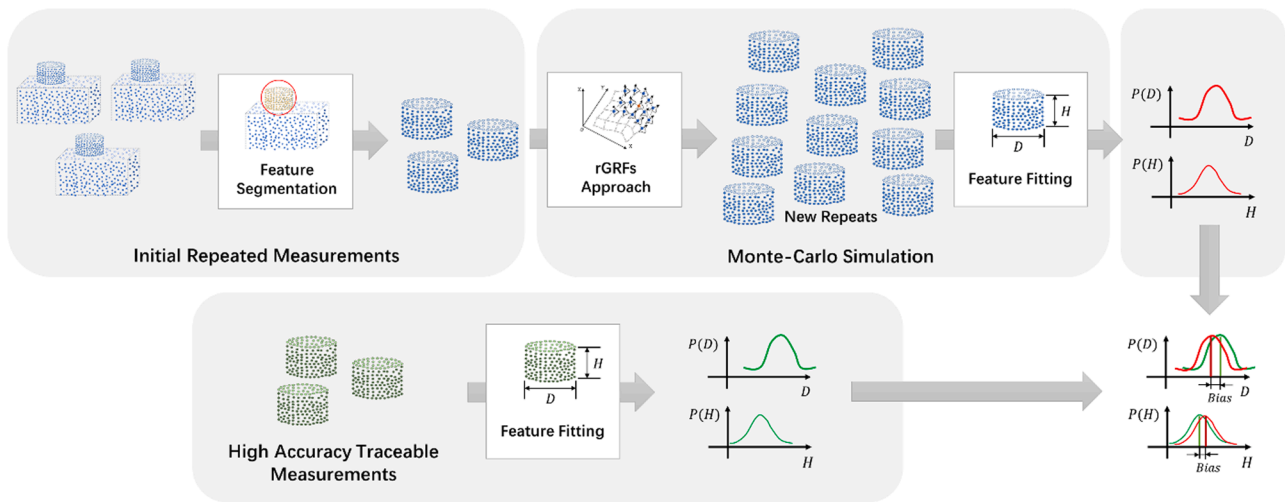 Feature
Segmentation
Initial Repeated Measurements
Z
Y
O
X
rGRFs
Approach
New Repeats
H
D
Feature Fitting
Monte-Carlo Simulation
P(D)
D
P(H)
H
High Accuracy Traceable
Measurements
H
D
Feature Fitting
P(D)
D
P(H)
H
P(D)
D
Bias
P(H)
H
Bias